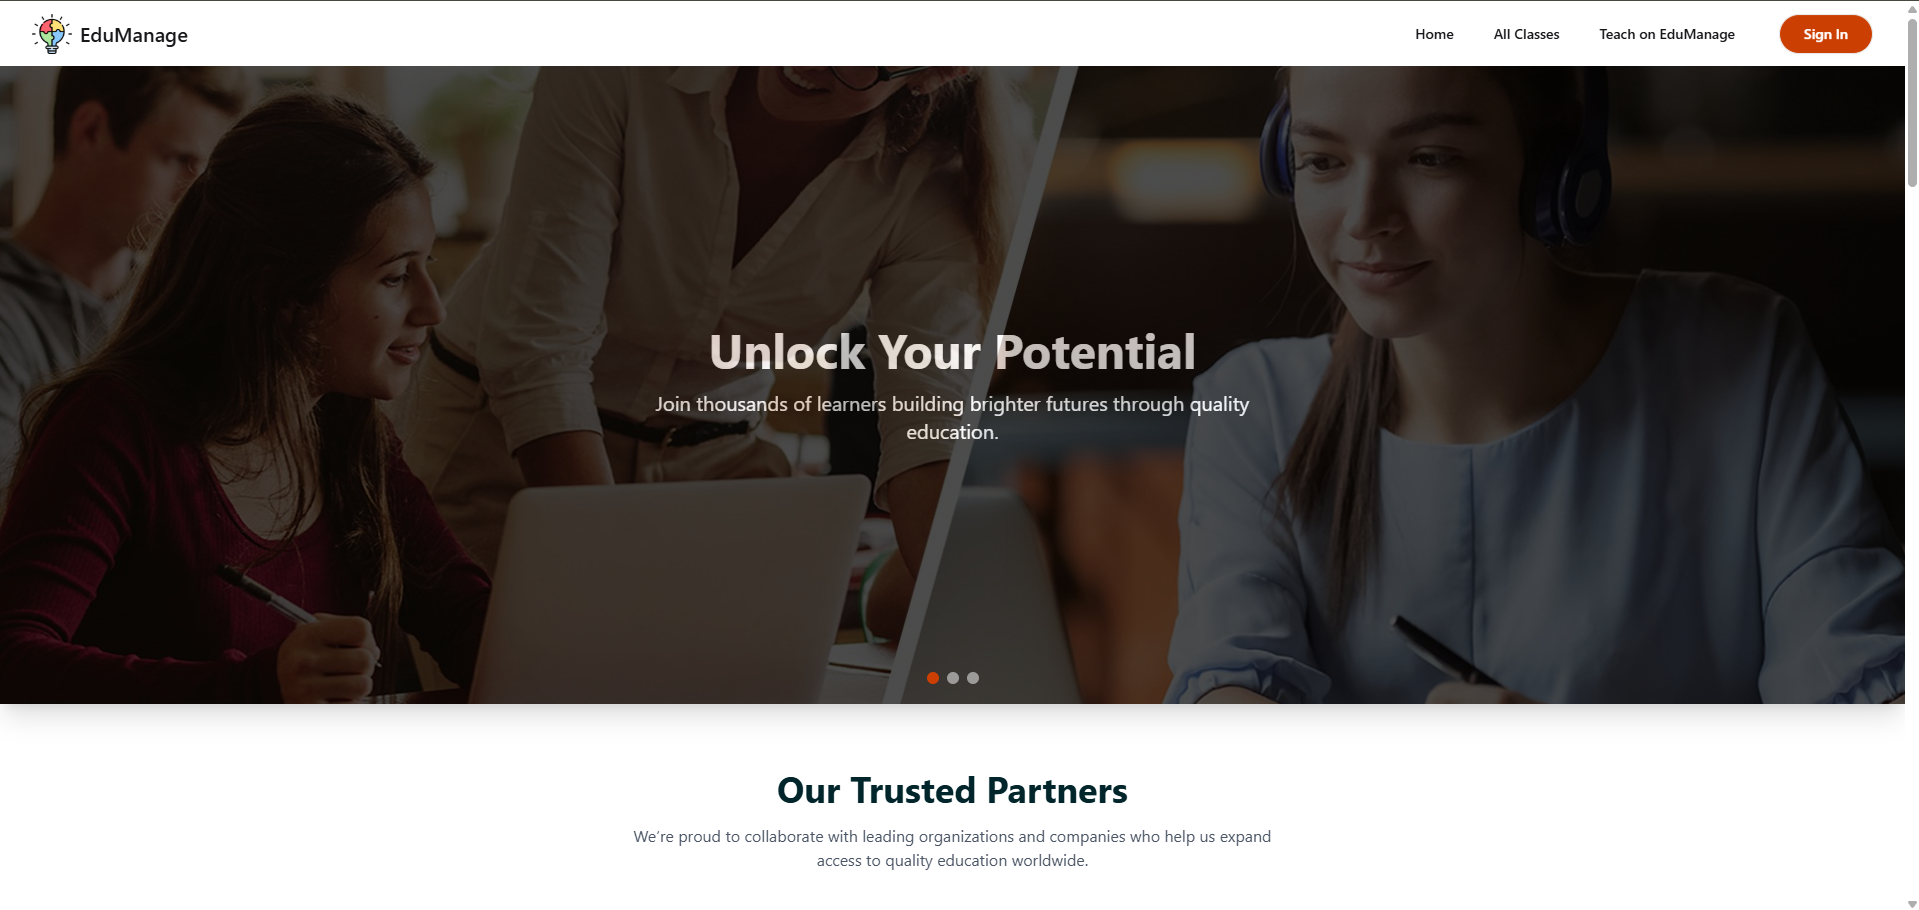 EduManage
Home
All Classes
Teach on EduManage
Sign In
Unlock Your Potential
Join thousands of learners building brighter futures through quality
education.
Our Trusted Partners
We’re proud to collaborate with leading organizations and companies who help us expand
access to quality education worldwide.